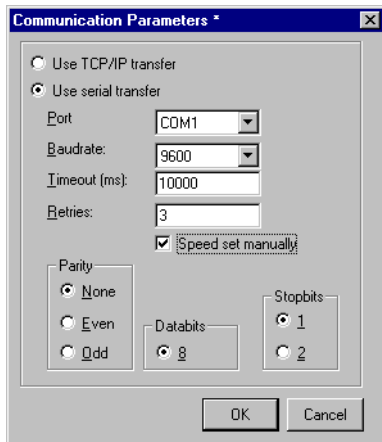 Communication Parameters *
Use TCP/IP transfer
Use serial transfer
Port COM1
Baudrate: 9600
Timeout (ms): 10000
Retries: 3
Speed set manually
Parity
None
Even
Odd
Databits
8
Stopbits
1
2
OK Cancel